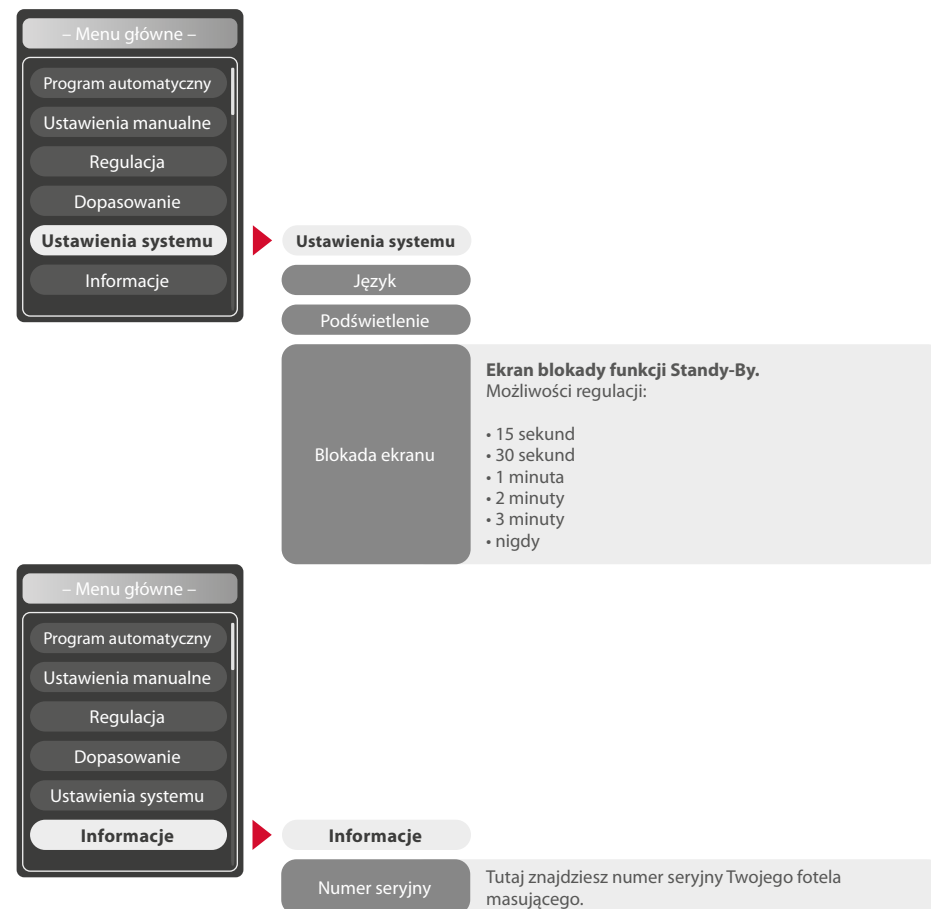 – Menu główne –
Program automatyczny
Ustawienia manualne
Regulacja
Dopasowanie
Ustawienia systemu
Informacje
Ustawienia systemu
Język
Podświetlenie
Blokada ekranu
Ekran blokady funkcji Standy-By.
Możliwości regulacji:
• 15 sekund
• 30 sekund
• 1 minuta
• 2 minuty
• 3 minuty
• nigdy
– Menu główne –
Program automatyczny
Ustawienia manualne
Regulacja
Dopasowanie
Ustawienia systemu
Informacje
Informacje
Numer seryjny
Tutaj znajdziesz numer seryjny Twojego fotela
masującego.